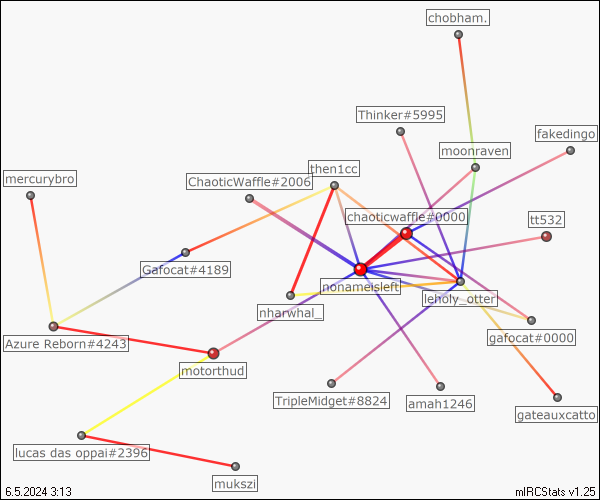 chobham.
Thinker#5995
fakedingo
moonraven
then1cc
mercurybro
ChaoticWaffle#2006
chaoticwaffle#0000
tt532
Gafocat#4189
nonameisleft
leholy_otter
nharwhal_
gafocat#0000
Azure Reborn#4243
motorthud
TripleMidget#8824
amah1246
gateauxcatto
lucas das oppai#2396
mukszi
6.5.2024 3:13
mIRCStats v1.25